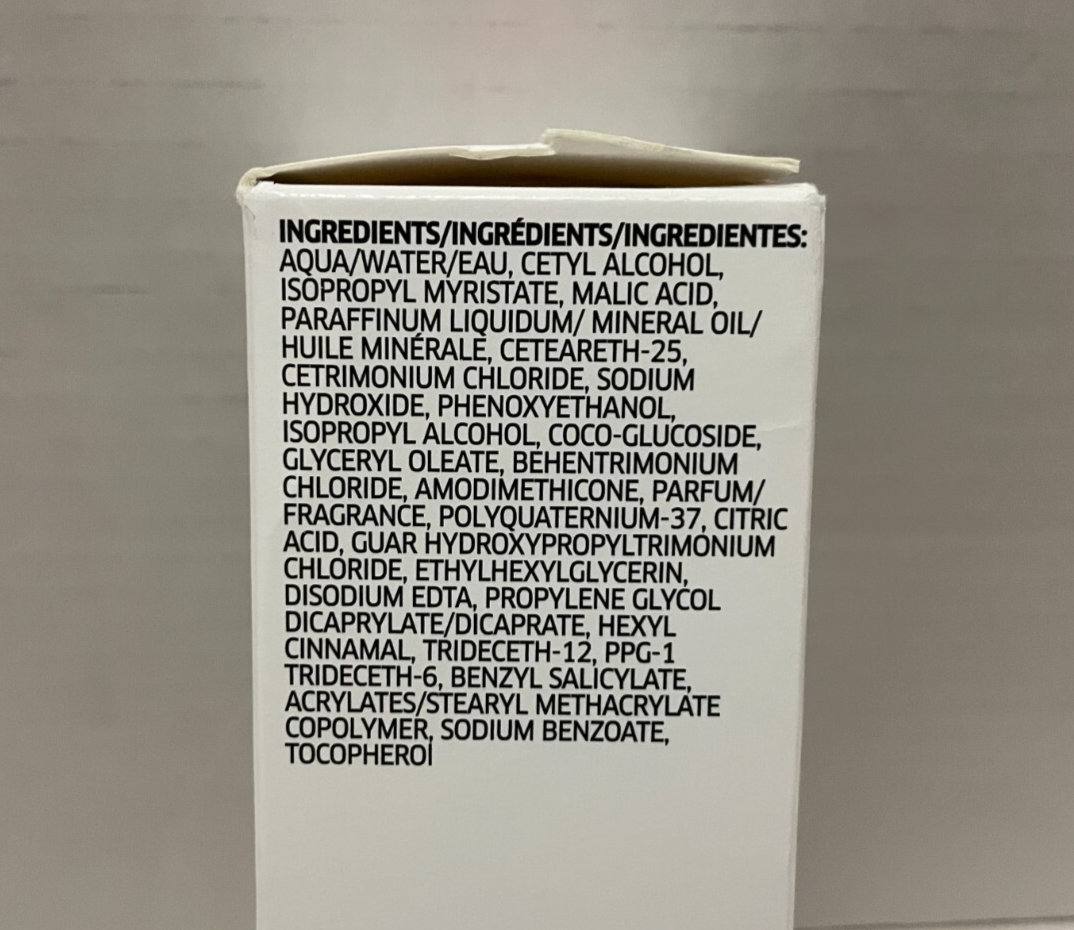 INGREDIENTS/INGRÉDIENTS/INGREDIENTES:
AQUA/WATER/EAU, CETYL ALCOHOL,
ISOPROPYL MYRISTATE, MALIC ACID,
PARAFFINUM LIQUIDUM/ MINERAL OIL/
HUILE MINÉRALE, CETEARETH-25,
CETRIMONIUM CHLORIDE, SODIUM
HYDROXIDE, PHENOXYETHANOL,
ISOPROPYL ALCOHOL, COCO-GLUCOSIDE,
GLYCERYL OLEATE, BEHENTRIMONIUM
CHLORIDE, AMODIMETHICONE, PARFUM/
FRAGRANCE, POLYQUATERNIUM-37, CITRIC
ACID, GUAR HYDROXYPROPYLTRIMONIUM
CHLORIDE, ETHYLHEXYLGLYCERIN,
DISODIUM EDTA, PROPYLENE GLYCOL
DICAPRYLATE/DICAPRATE, HEXYL
CINNAMAL, TRIDECETH-12, PPG-1
TRIDECETH-6, BENZYL SALICYLATE,
ACRYLATES/STEARYL METHACRYLATE
COPOLYMER, SODIUM BENZOATE,
TOCOPHEROl